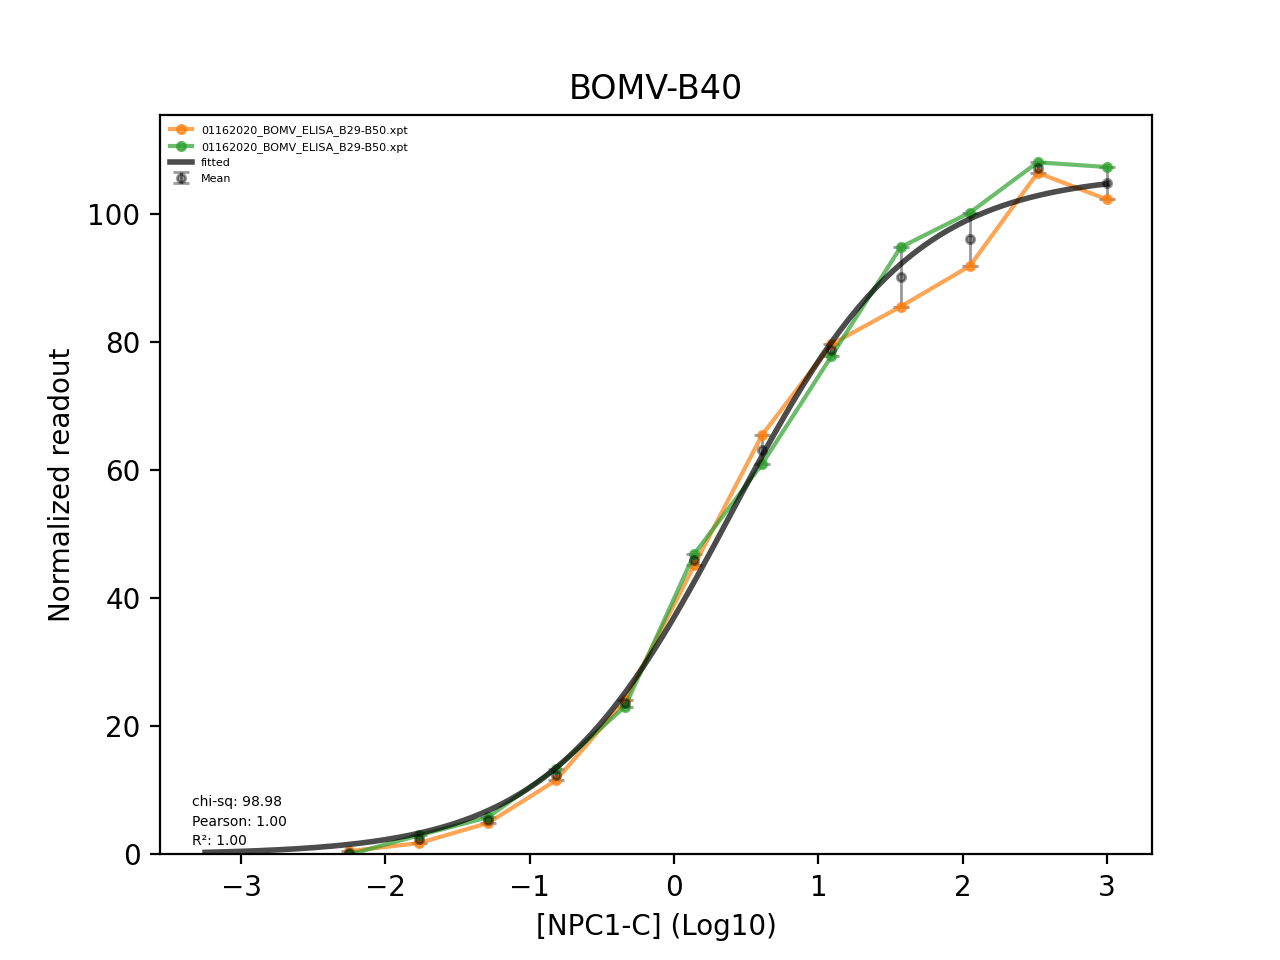 BOMV-B40
01162020_BOMV_ELISA_B29-B50.xpt
01162020_BOMV_ELISA_B29-B50.xpt
fitted
Mean
100
80
60
40
20
0
Normalized readout
chi-sq: 98.98
Pearson: 1.00
R²: 1.00
−3 −2 −1 0 1 2 3
[NPC1-C] (Log10)